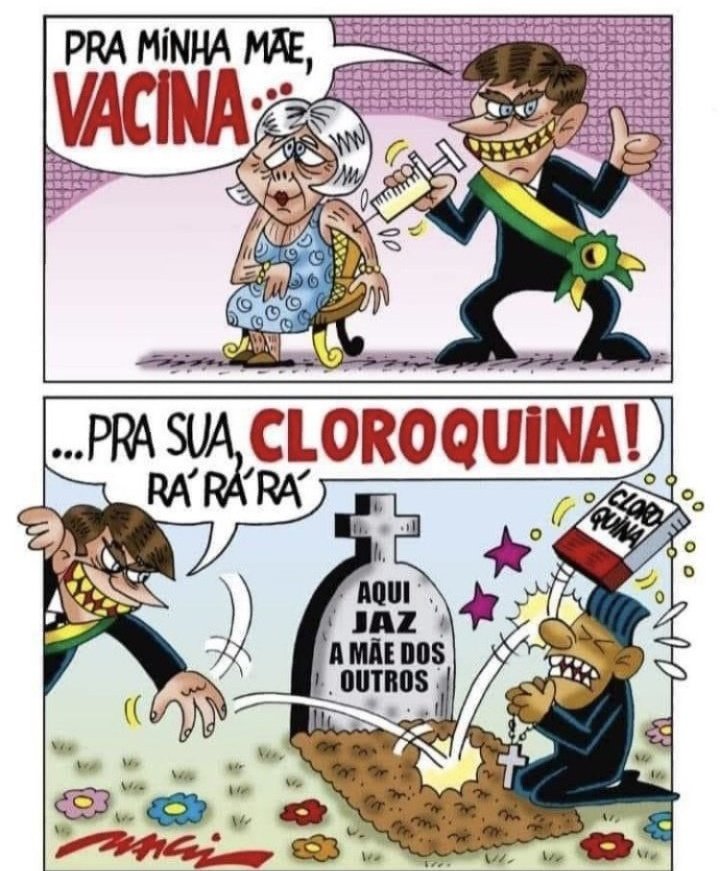 PRA MINHA MÃE,
VACINA...
...PRA SUA, CLOROQUINA!
RÁ RÁ RÁ
CLORO-
QUINA
AQUI
JAZ
A MÃE DOS
OUTROS